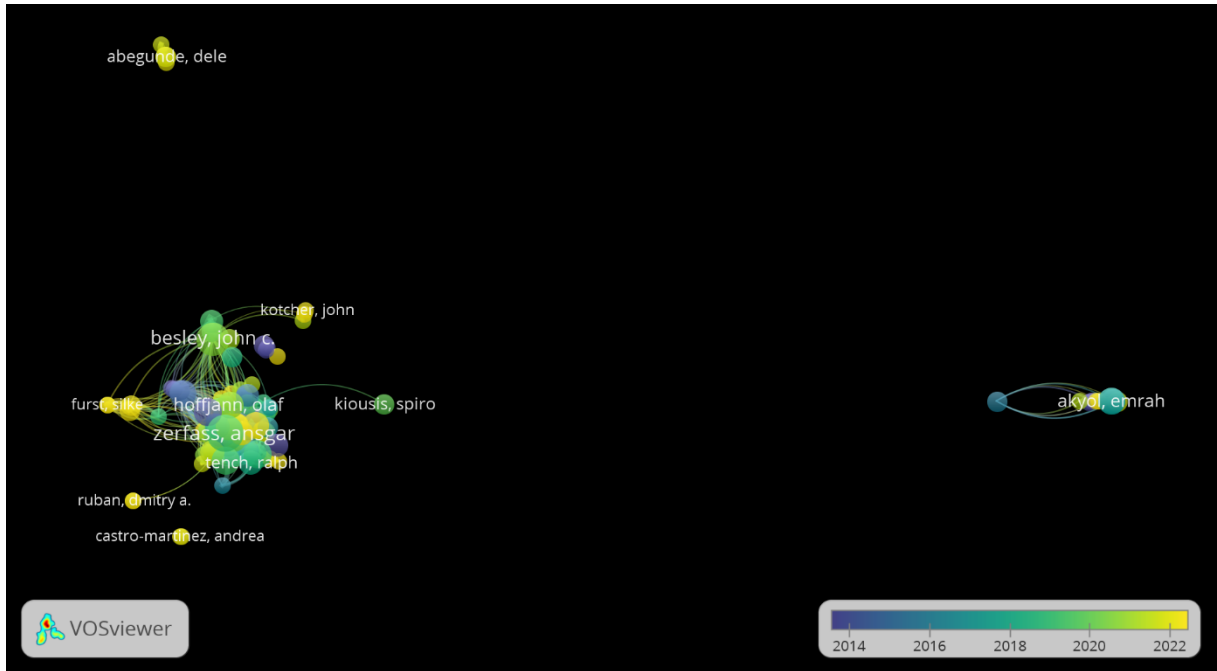 abegunde, dele
kotcher, john
besley, john c.
furst, silke
hoffjann, olaf
kiousis, spiro
akyol, emrah
zerfass, ansgar
tench, ralph
ruban, dmitry a.
castro-martinez, andrea
VOSviewer
2014 2016 2018 2020 2022